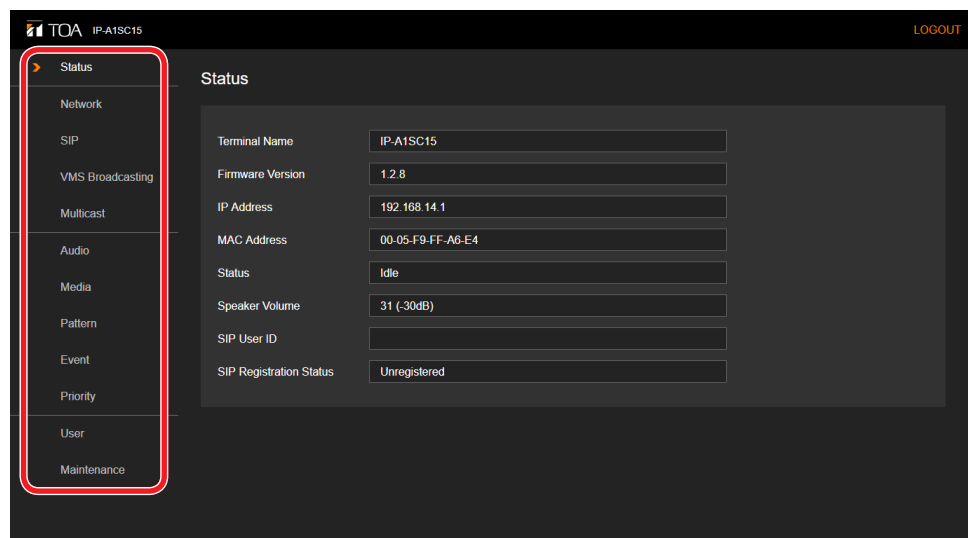 TOA IP-A1SC15 LOGOUT
Status
Network
SIP
VMS Broadcasting
Multicast
Audio
Media
Pattern
Event
Priority
User
Maintenance
Status
Terminal Name IP-A1SC15
Firmware Version 1.2.8
IP Address 192.168.14.1
MAC Address 00-05-F9-FF-A6-E4
Status Idle
Speaker Volume 31 (-30dB)
SIP User ID
SIP Registration Status Unregistered